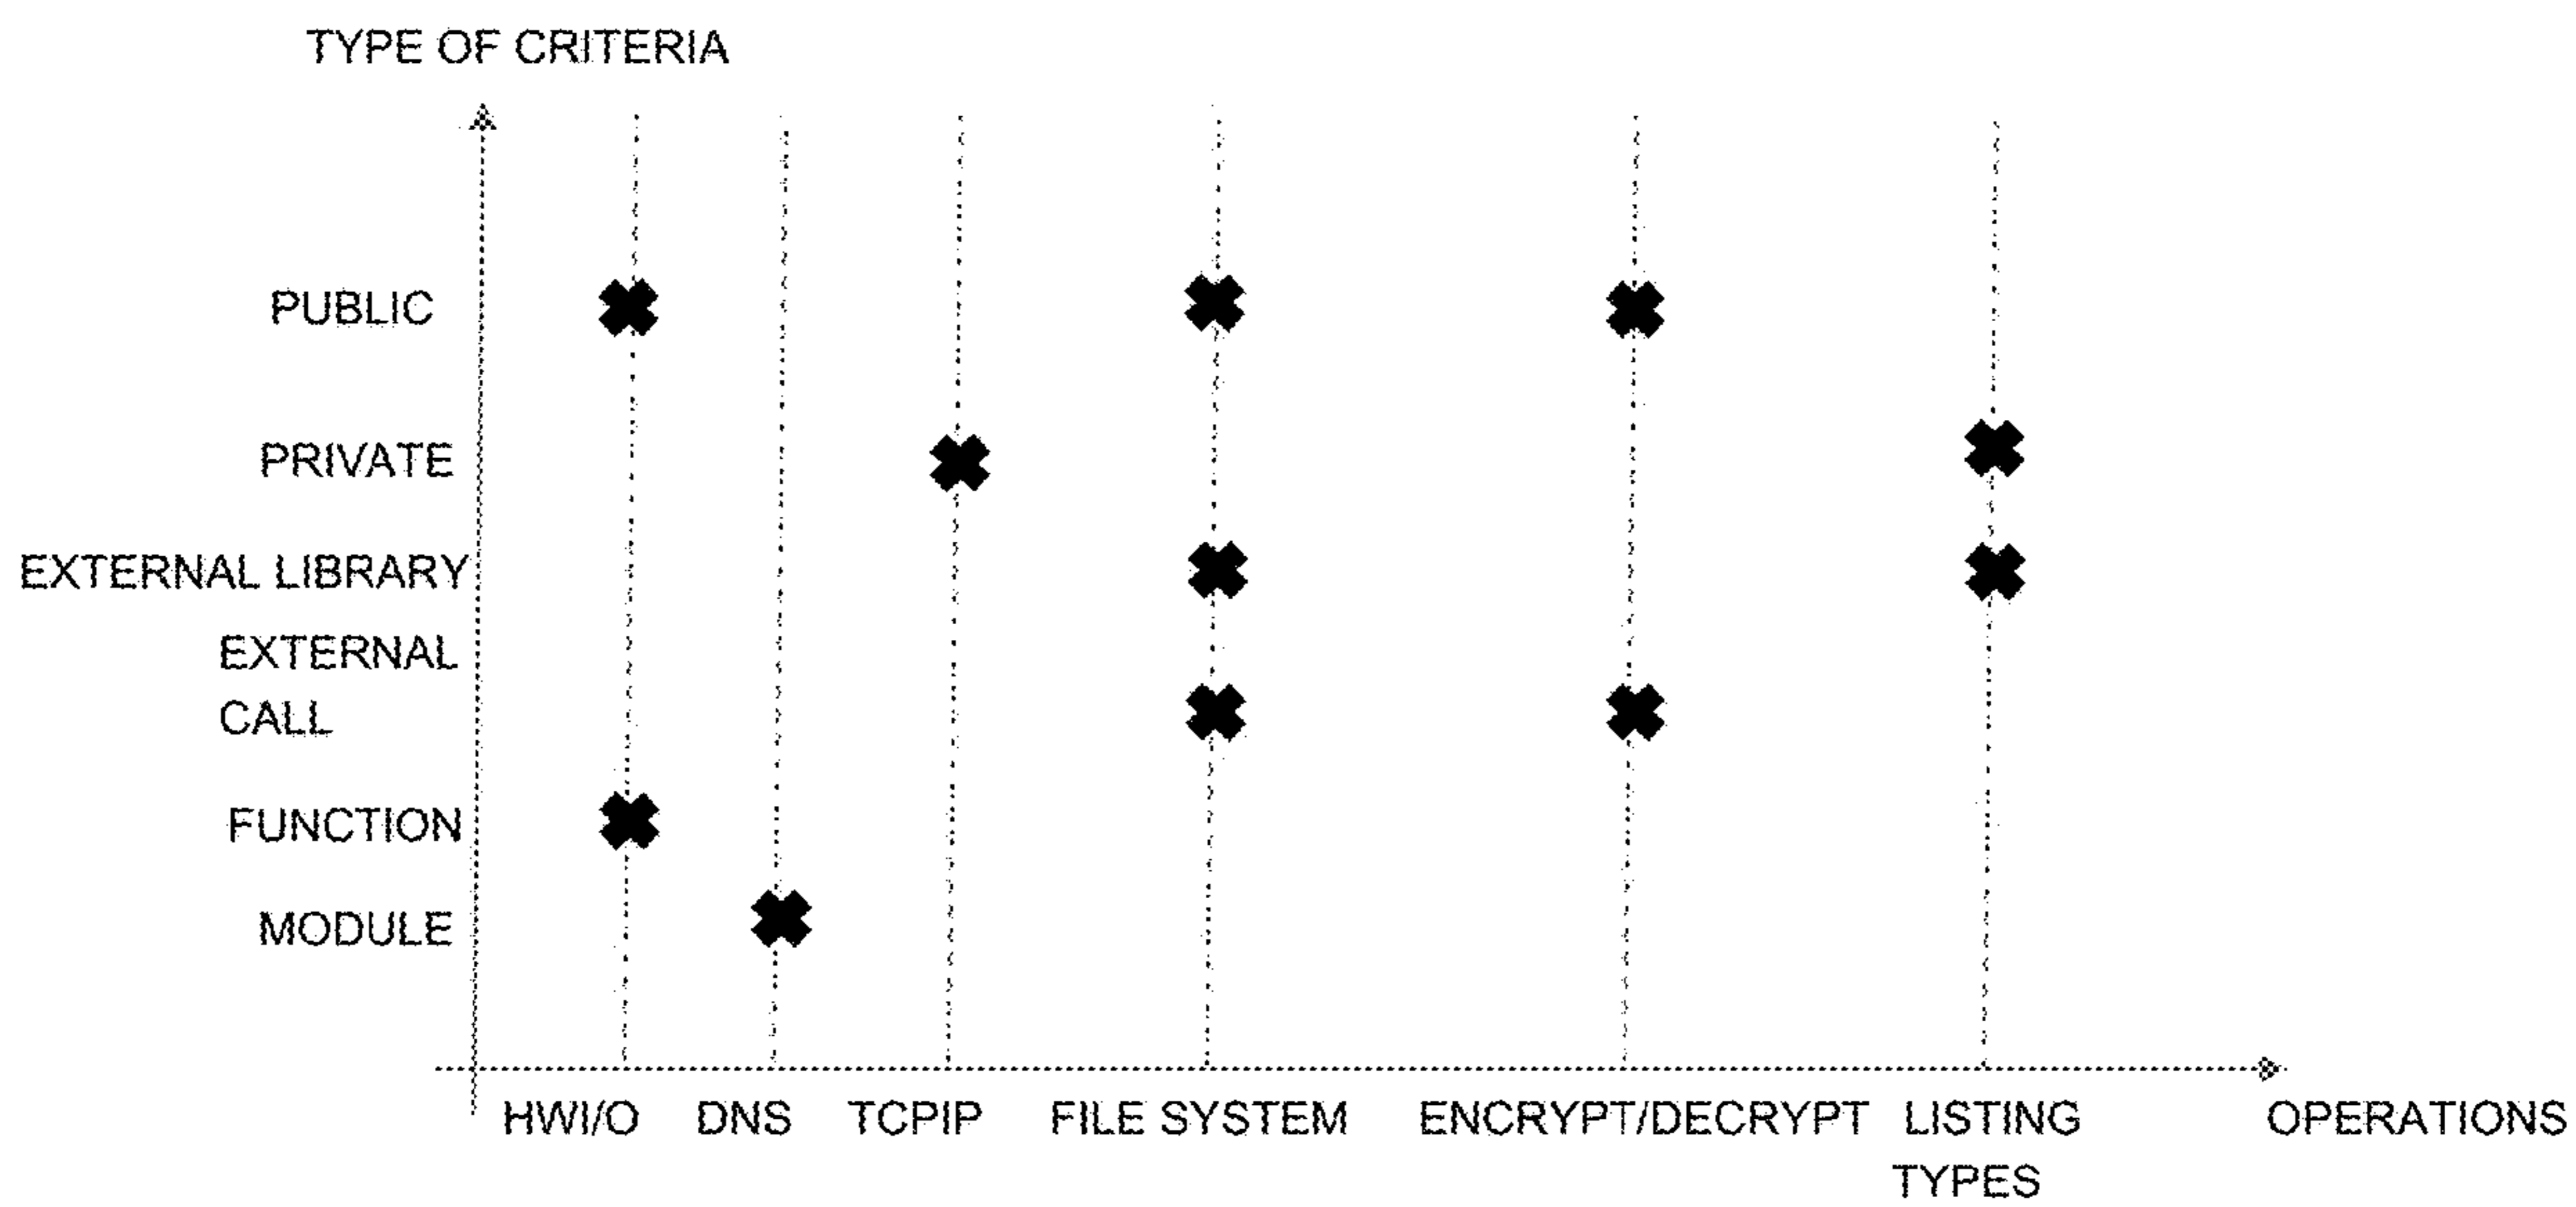 TYPE OF CRITERIA
PUBLIC
PRIVATE
EXTERNAL LIBRARY
EXTERNAL
CALL
FUNCTION
MODULE
HWI/O DNS TCPIP FILE SYSTEM ENCRYPT/DECRYPT LISTING OPERATIONS
TYPES